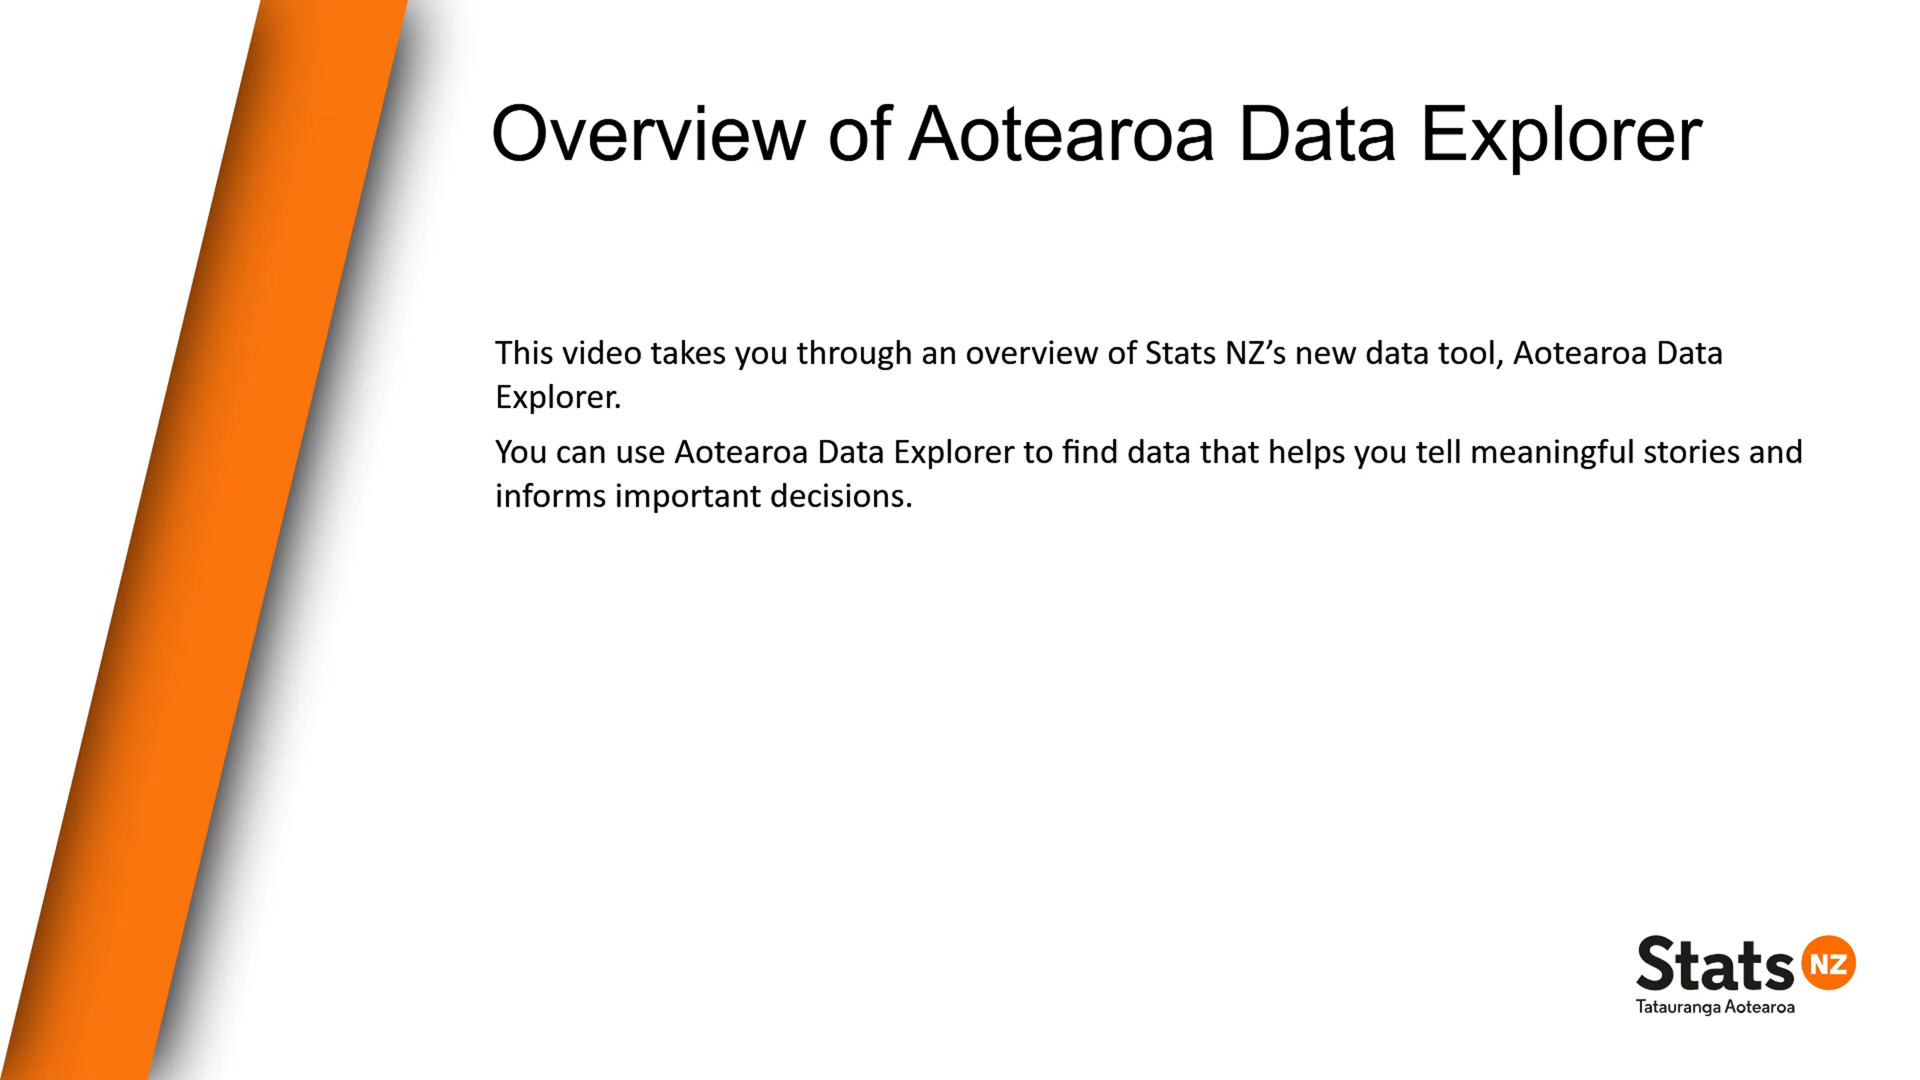 Overview of Aotearoa Data Explorer
This video takes you through an overview of Stats NZ’s new data tool, Aotearoa Data
Explorer.
You can use Aotearoa Data Explorer to find data that helps you tell meaningful stories and
informs important decisions.
Stats NZ
Tatauranga Aotearoa